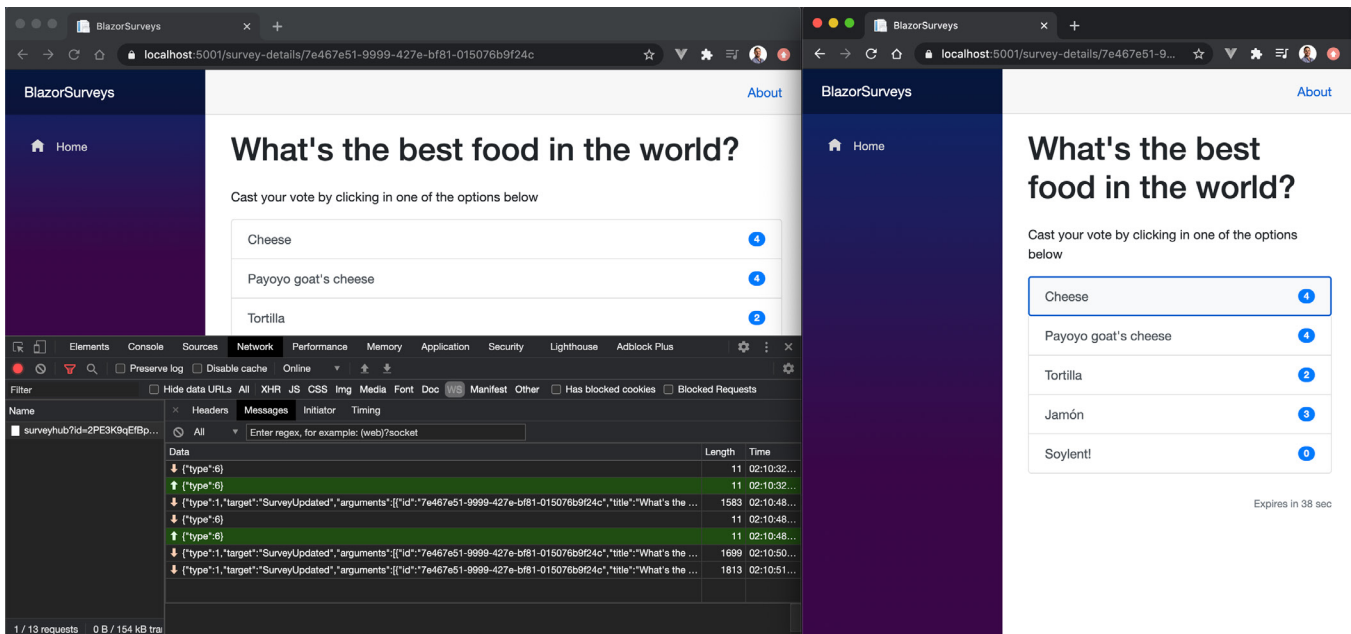 BlazorSurveys
localhost:5001/survey-details/7e467e51-9999-427e-bf81-015076b9f24c
BlazorSurveys
About
Home
What's the best food in the world?
Cast your vote by clicking in one of the options below
Cheese 4
Payoyo goat's cheese 4
Tortilla 2
Elements Console Sources Network Performance Memory Application Security Lighthouse Adblock Plus
Preserve log Disable cache Online
Filter Hide data URLs All XHR JS CSS Img Media Font Doc WS Manifest Other Has blocked cookies Blocked Requests
Name Headers Messages Initiator Timing
surveyhub?id=2PE3K9qEfBp... All Enter regex, for example: (web)?socket
Data Length Time
{"type":6} 11 02:10:32...
{"type":6} 11 02:10:32...
{"type":1,"target":"SurveyUpdated","arguments":[{"id":"7e467e51-9999-427e-bf81-015076b9f24c","title":"What's the ... 1583 02:10:48...
{"type":6} 11 02:10:48...
{"type":6} 11 02:10:48...
{"type":1,"target":"SurveyUpdated","arguments":[{"id":"7e467e51-9999-427e-bf81-015076b9f24c","title":"What's the ... 1699 02:10:50...
{"type":1,"target":"SurveyUpdated","arguments":[{"id":"7e467e51-9999-427e-bf81-015076b9f24c","title":"What's the ... 1813 02:10:51...
1 / 13 requests 0 B / 154 kB tra
BlazorSurveys
localhost:5001/survey-details/7e467e51-9...
BlazorSurveys
About
Home
What's the best
food in the world?
Cast your vote by clicking in one of the options
below
Cheese 4
Payoyo goat's cheese 4
Tortilla 2
Jamón 3
Soylent! 0
Expires in 38 sec